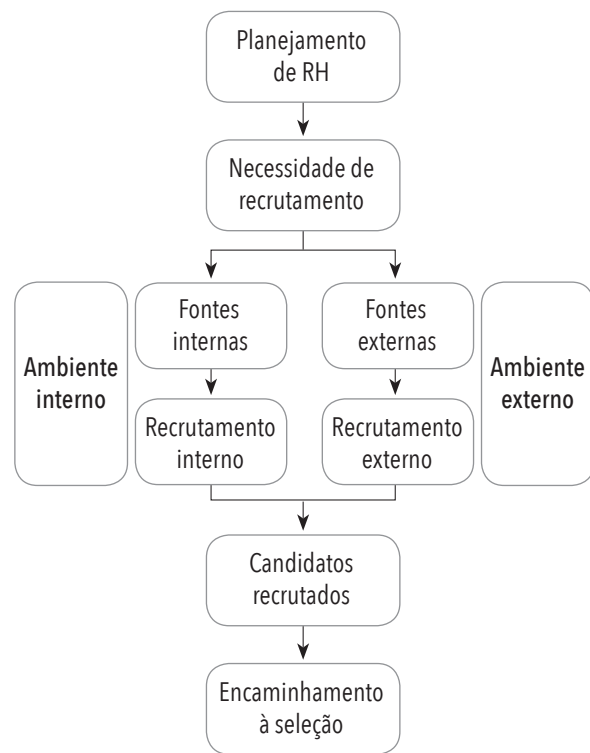 Planejamento
de RH
Necessidade de
recrutamento
Ambiente
interno
Fontes
internas
Fontes
externas
Ambiente
externo
Recrutamento
interno
Recrutamento
externo
Candidatos
recrutados
Encaminhamento
à seleção